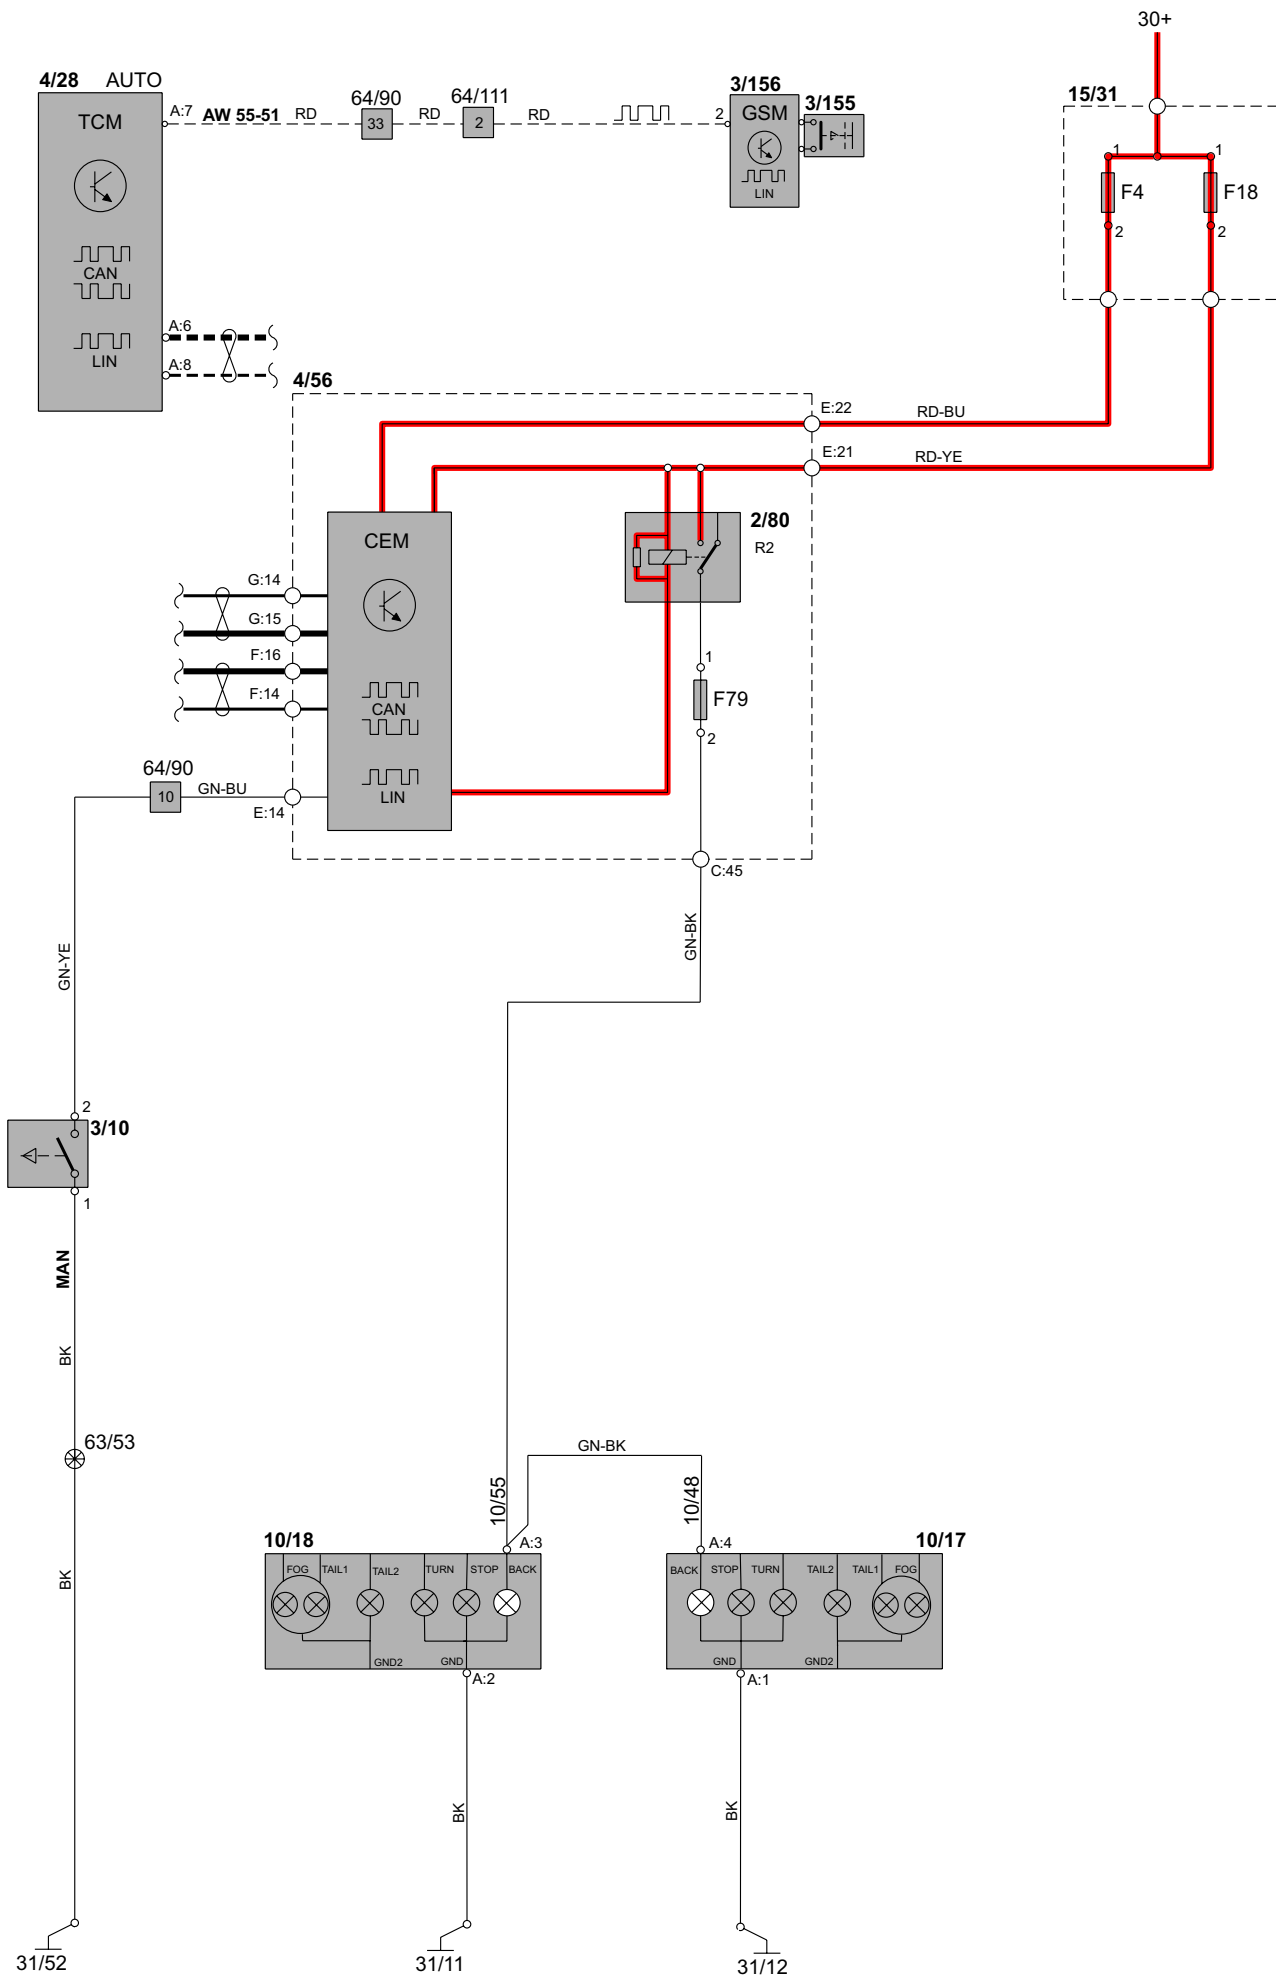 30+
4/28 AUTO
TCM
CAN
LIN
A:7 AW 55-51 RD
64/90
33
RD
64/111
2
RD
2
3/156
GSM
LIN
3/155
15/31
1 1
F4 F18
2 2
A:6
A:8
4/56
E:22 RD-BU
E:21 RD-YE
CEM
CAN
LIN
2/80
R2
G:14
G:15
F:16
F:14
1
F79
2
64/90
10
GN-BU
E:14
C:45
GN-BK
GN-YE
2
3/10
1
MAN
BK
63/53
BK
GN-BK
10/55
10/48
10/18 A:3 A:4 10/17
FOG TAIL1 TAIL2 TURN STOP BACK
BACK STOP TURN TAIL2 TAIL1 FOG
GND2 GND
GND GND2
A:2 A:1
BK BK
31/52 31/11 31/12